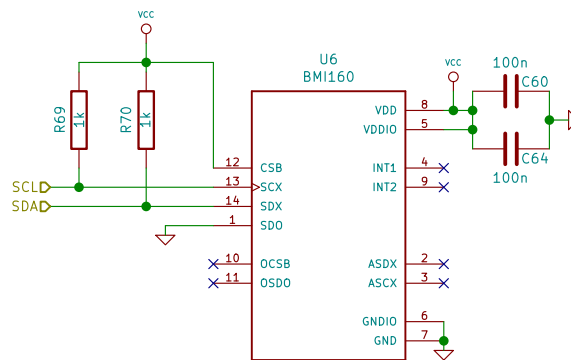 VCC
R69
1k
R70
1k
SCL
SDA
U6
BMI160
12 CSB
13 SCX
14 SDX
1 SDO
10 OCSB
11 OSDO
VDD 8
VDDIO 5
INT1 4
INT2 9
ASDX 2
ASCX 3
GNDIO 6
GND 7
VCC
100n
C60
C64
100n